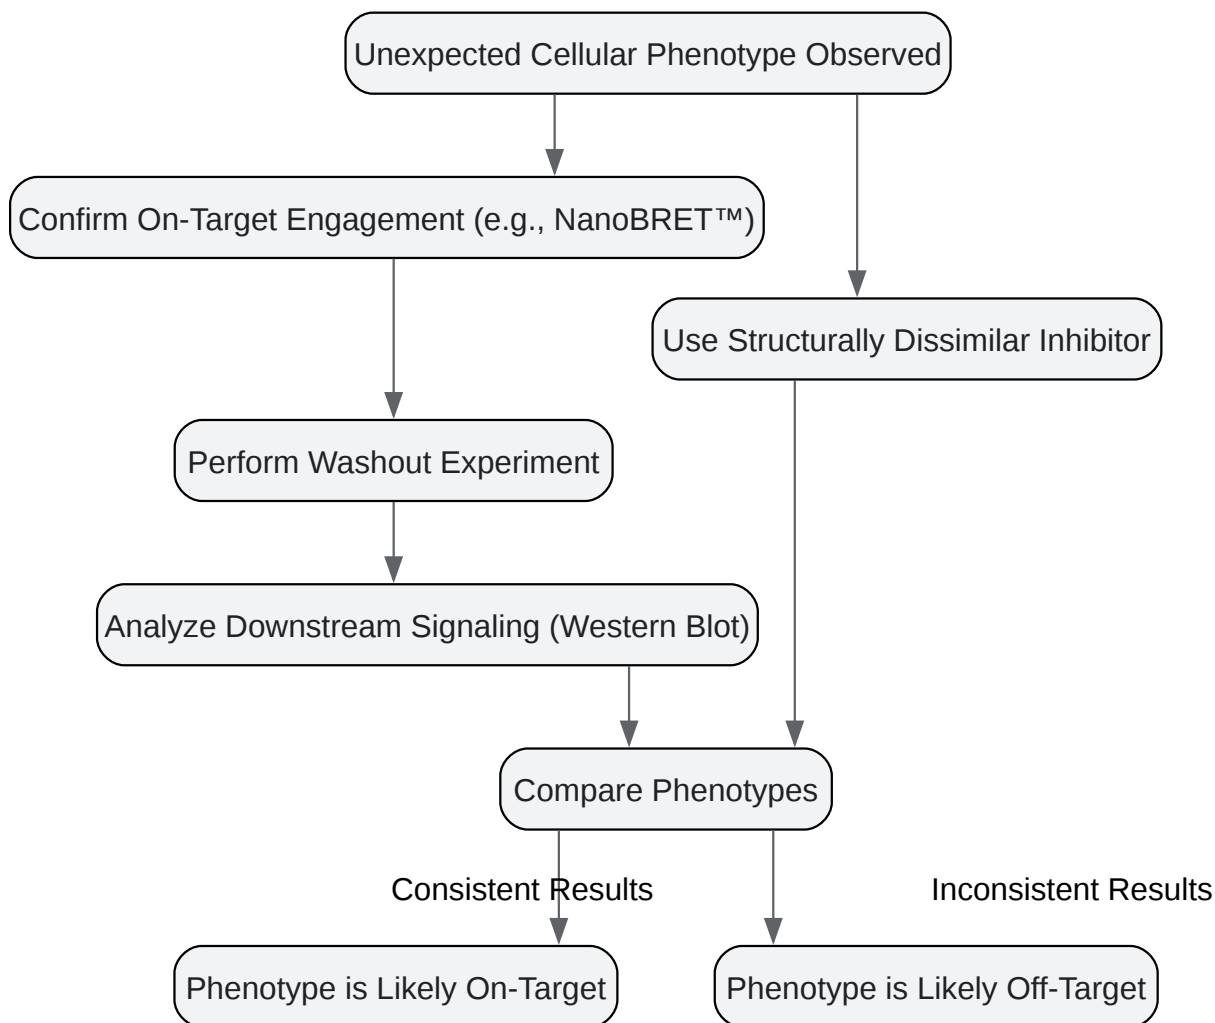 Unexpected Cellular Phenotype Observed
Confirm On-Target Engagement (e.g., NanoBRET™)
Use Structurally Dissimilar Inhibitor
Perform Washout Experiment
Analyze Downstream Signaling (Western Blot)
Compare Phenotypes
Consistent Results
Inconsistent Results
Phenotype is Likely On-Target
Phenotype is Likely Off-Target